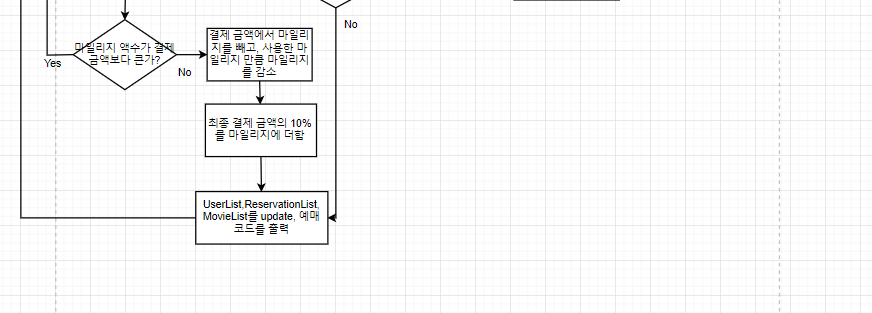 No
마일리지 액수가 결제
금액보다 큰가?
Yes
No
결제 금액에서 마일리
지를 빼고, 사용한 마
일리지 만큼 마일리지
를 감소
최종 결제 금액의 10%
를 마일리지에 더함
UserList,ReservationList,
MovieList를 update, 예매
코드를 출력